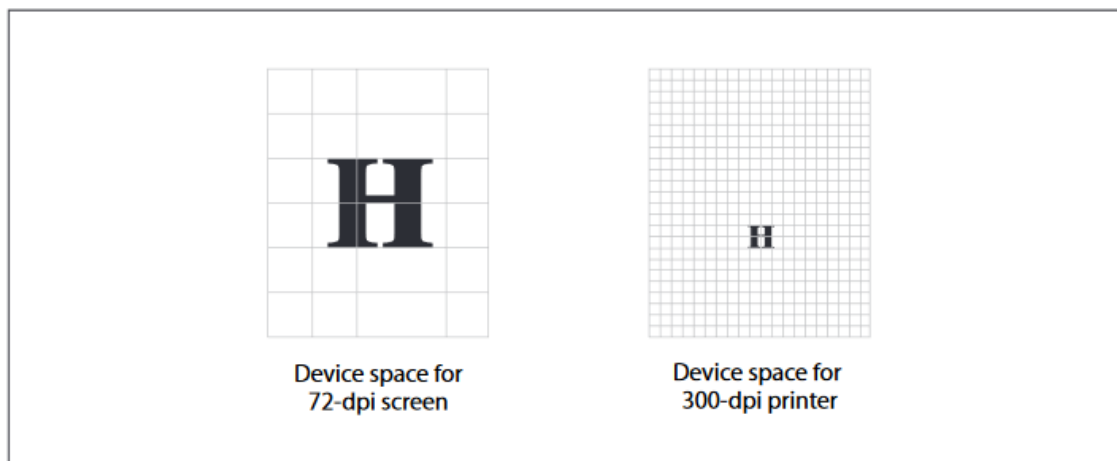 H
H
Device space for
72-dpi screen
Device space for
300-dpi printer